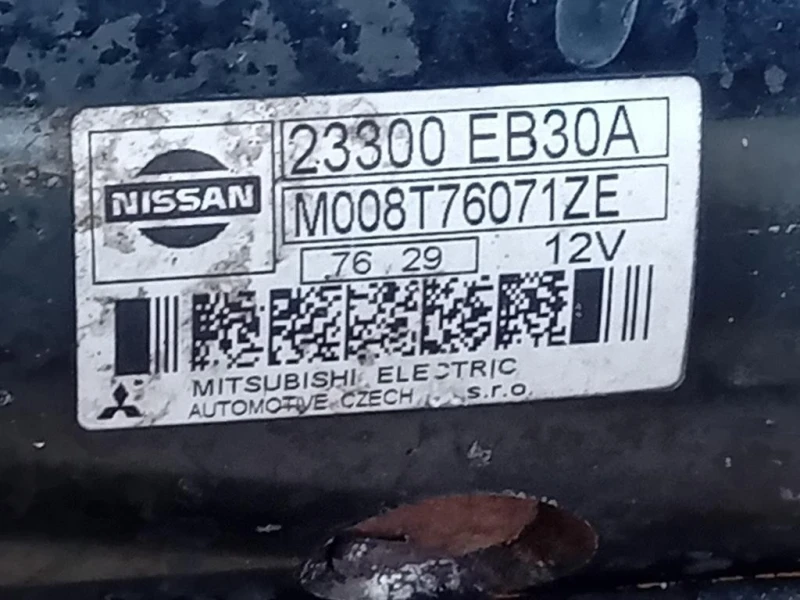 NISSAN
23300 EB30A
M008T76071ZE
76 29
12V
MITSUBISHI ELECTRIC
AUTOMOTIVE CZECH s.r.o.